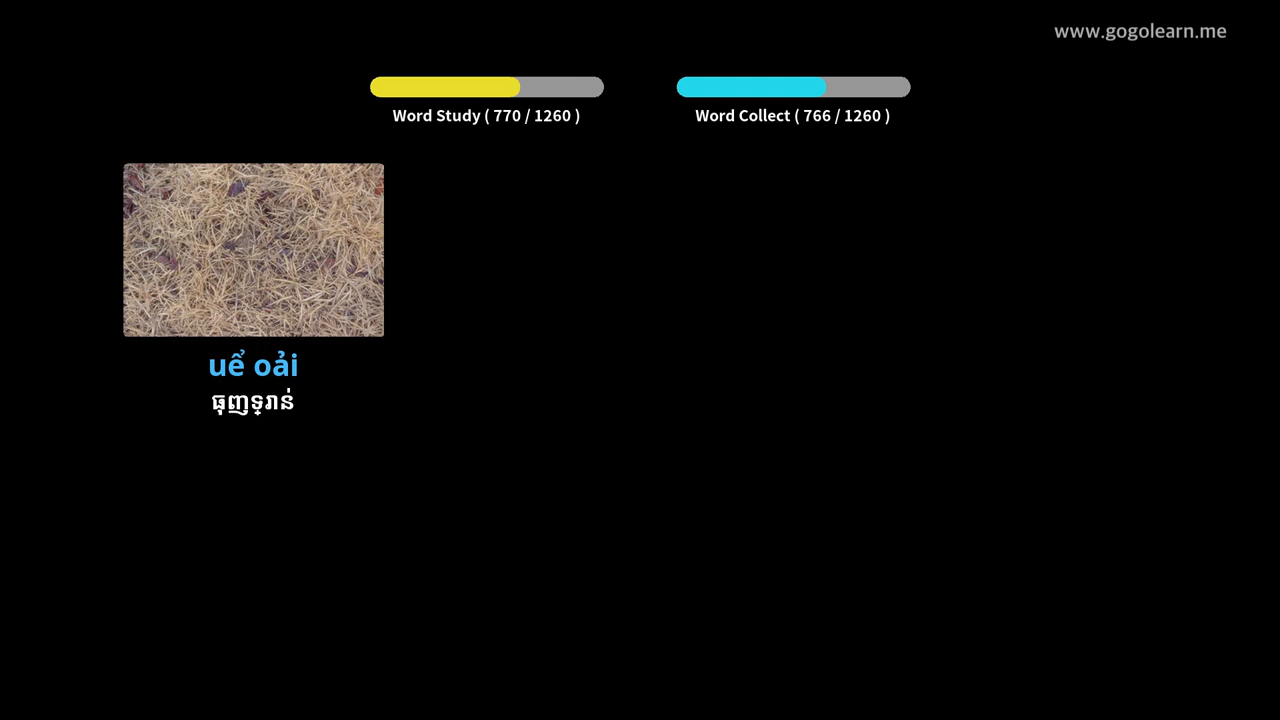 www.gogolearn.me
Word Study ( 770 / 1260 )
Word Collect ( 766 / 1260 )
uể oải
ធុញទ្រាន់